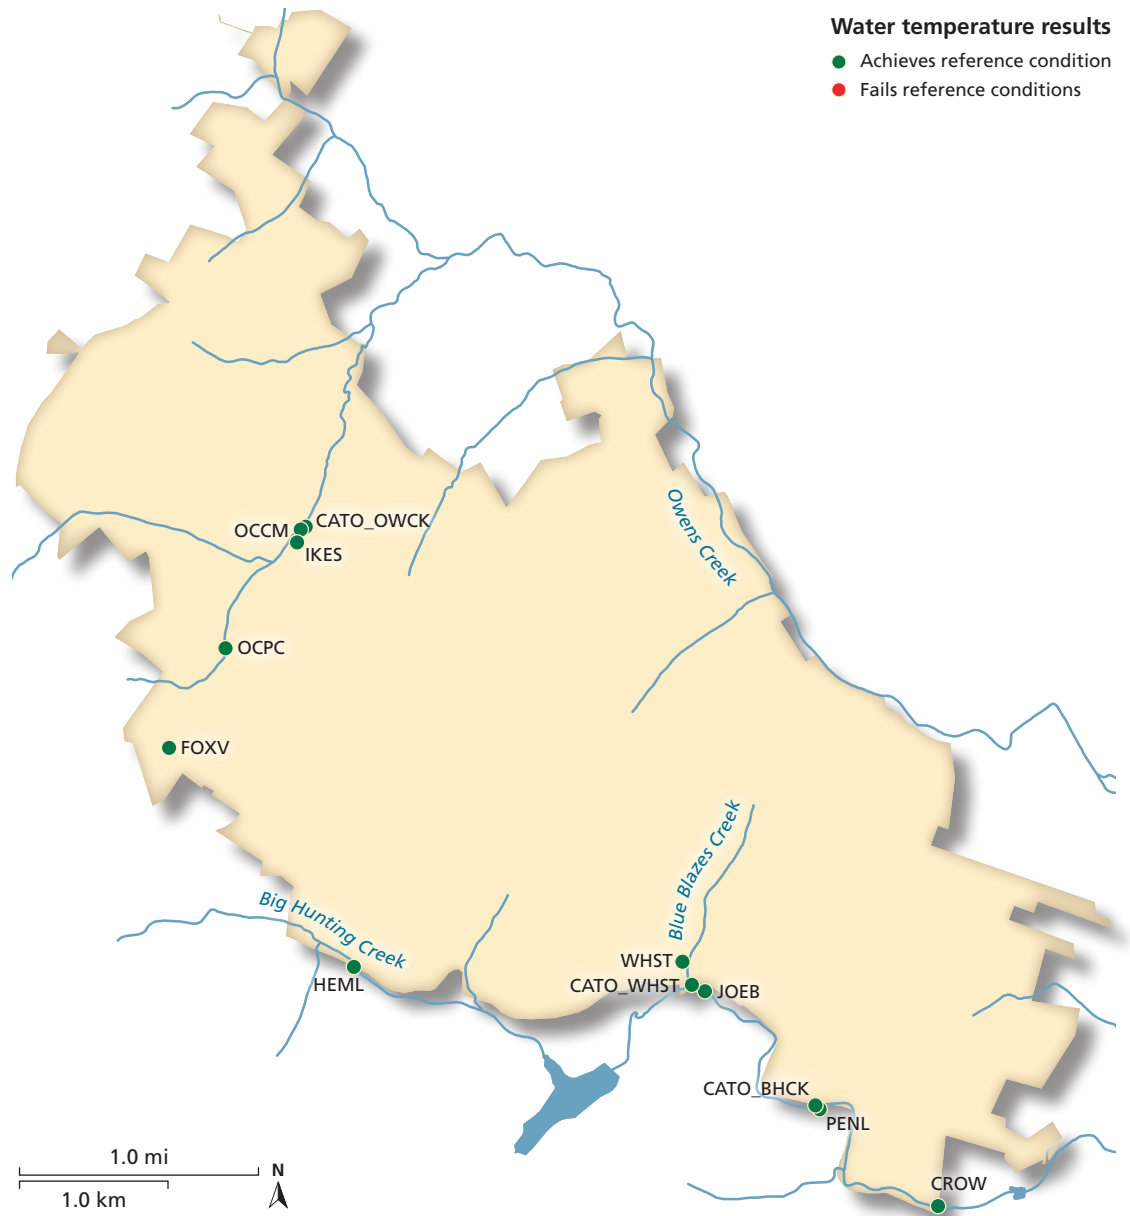 Water temperature results
Achieves reference condition
Fails reference conditions
Owens Creek
CATO_OWCK
OCCM
IKES
OCPC
FOXV
Blue Blazes Creek
Big Hunting Creek
HEML
WHST
CATO_WHST
JOEB
CATO_BHCK
PENL
CROW
1.0 mi
N
1.0 km